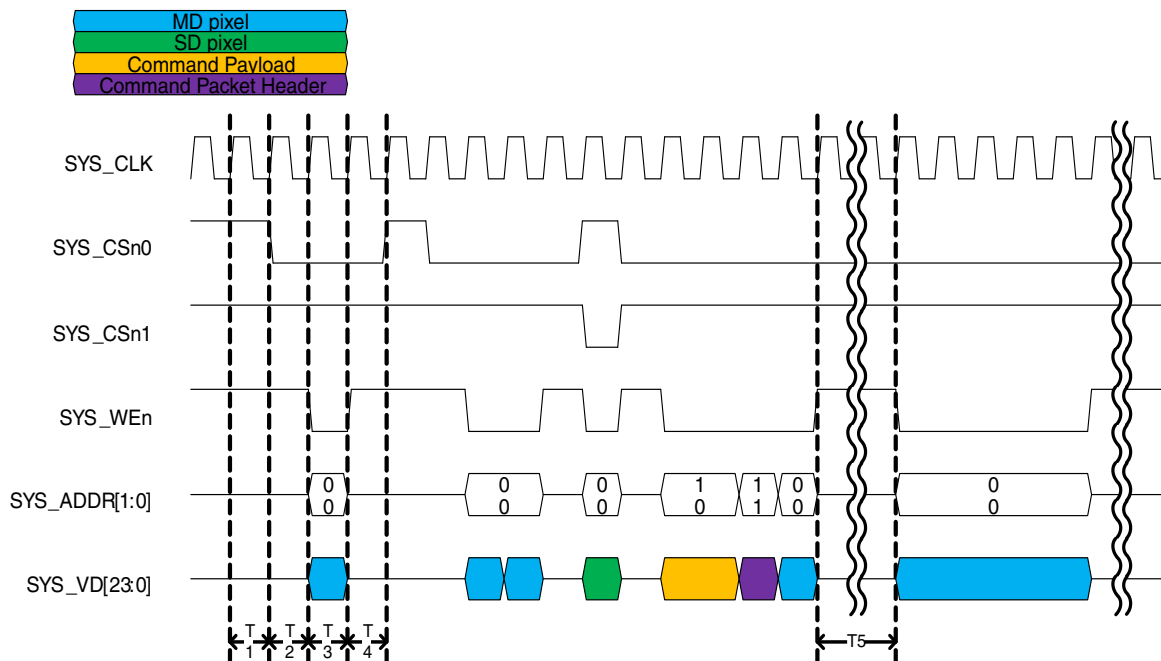 MD pixel
SD pixel
Command Payload
Command Packet Header
SYS_CLK
SYS_CSn0
SYS_CSn1
SYS_WEn
SYS_ADDR[1:0]
0 0 0 1 1 0 0
0 0 0 0 1 0 0
SYS_VD[23:0]
T T T T T5
1 2 3 4